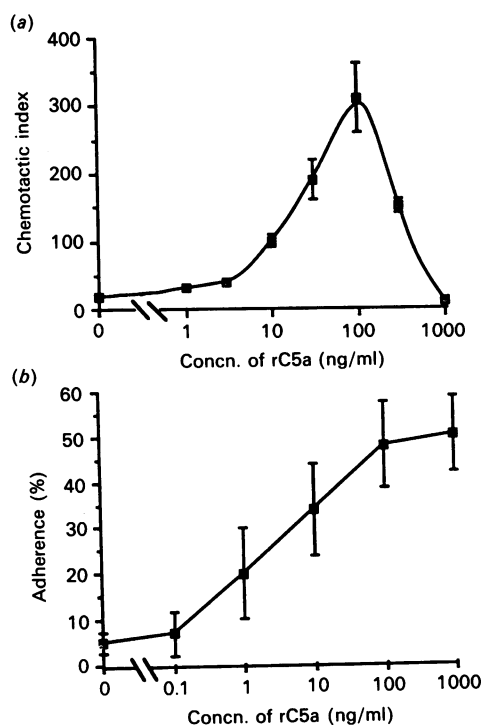 (a)
400
300
200
100
0
Chemotactic index
0 1 10 100 1000
Concn. of rC5a (ng/ml)
(b)
60
50
40
30
20
10
0
Adherence (%)
0 0.1 1 10 100 1000
Concn. of rC5a (ng/ml)